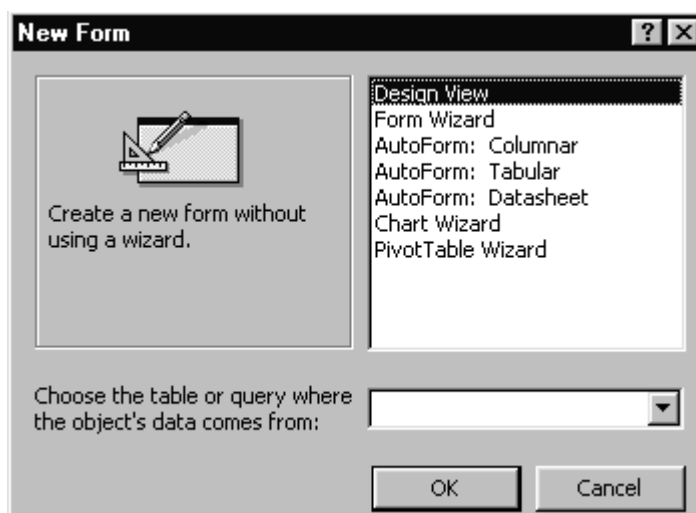 New Form
Create a new form without
using a wizard.
Design View
Form Wizard
AutoForm: Columnar
AutoForm: Tabular
AutoForm: Datasheet
Chart Wizard
PivotTable Wizard
Choose the table or query where
the object's data comes from:
OK
Cancel